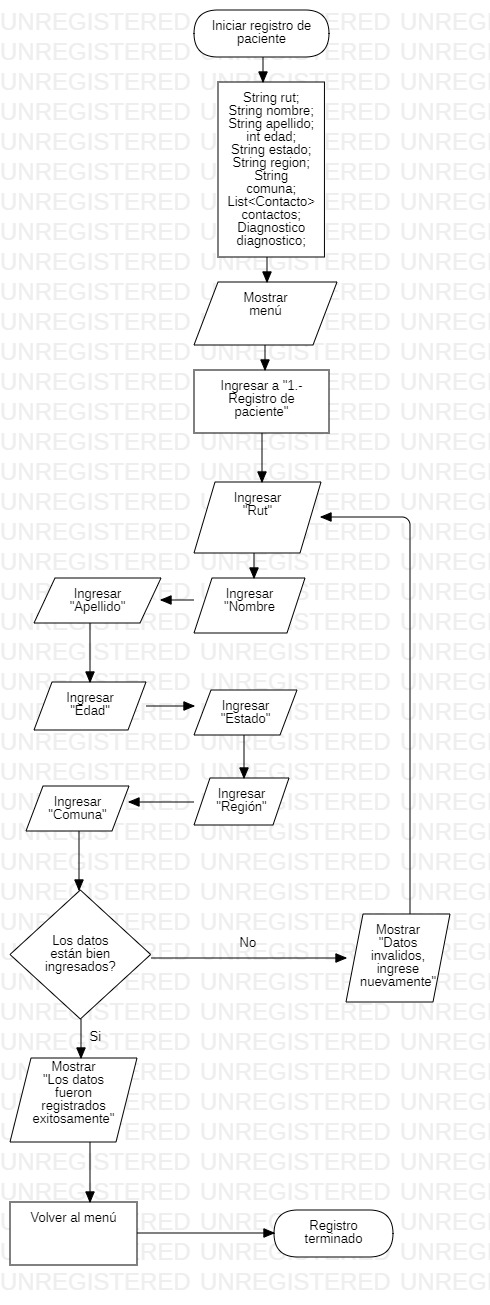 Iniciar registro de
paciente
String rut;
String nombre;
String apellido;
int edad;
String estado;
String region;
String
comuna;
List<Contacto>
contactos;
Diagnostico
diagnostico;
Mostrar
menú
Ingresar a "1.-
Registro de
paciente"
Ingresar
"Rut"
Ingresar
"Apellido"
Ingresar
"Nombre
Ingresar
"Edad"
Ingresar
"Estado"
Ingresar
"Comuna"
Ingresar
"Región"
Los datos
están bien
ingresados?
No
Mostrar
"Datos
invalidos,
ingrese
nuevamente"
Si
Mostrar
"Los datos
fueron
registrados
exitosamente"
Volver al menú
Registro
terminado
UNREGISTERED